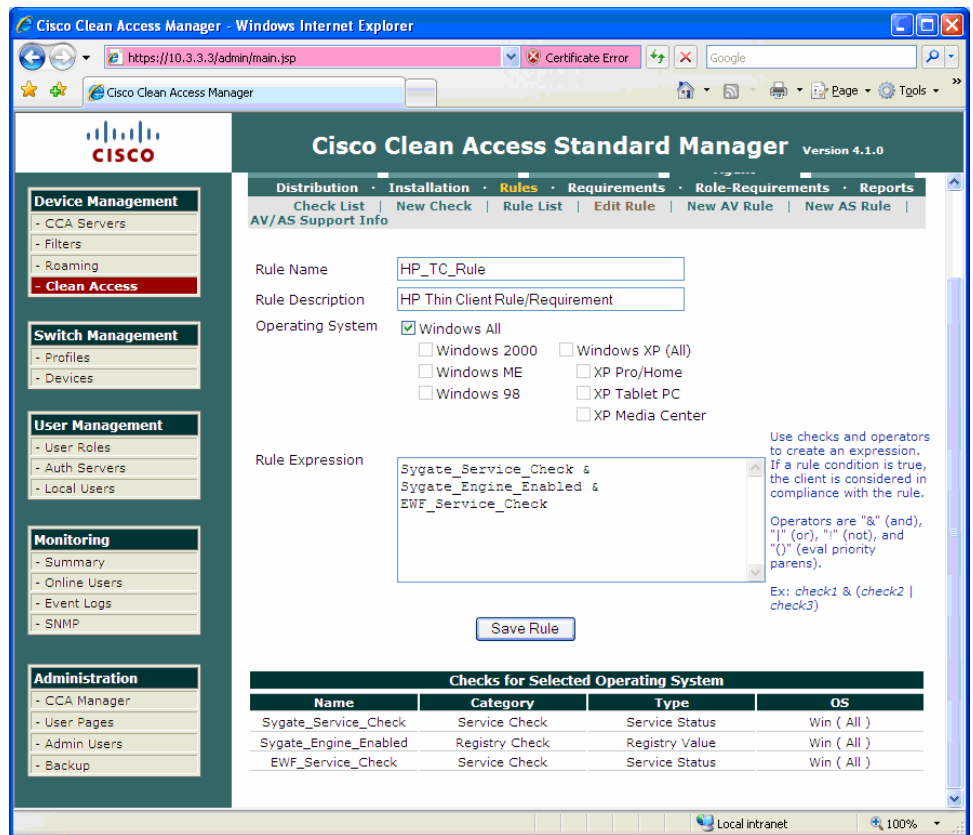 Cisco Clean Access Manager - Windows Internet Explorer
https://10.3.3.3/admin/main.jsp
Certificate Error
Google
Cisco Clean Access Manager
Page
Tools
»
CISCO
Cisco Clean Access Standard Manager Version 4.1.0
Device Management
- CCA Servers
- Filters
- Roaming
- Clean Access
Switch Management
- Profiles
- Devices
User Management
- User Roles
- Auth Servers
- Local Users
Monitoring
- Summary
- Online Users
- Event Logs
- SNMP
Administration
- CCA Manager
- User Pages
- Admin Users
- Backup
Distribution · Installation · Rules · Requirements · Role-Requirements · Reports
Check List | New Check | Rule List | Edit Rule | New AV Rule | New AS Rule |
AV/AS Support Info
Rule Name HP_TC_Rule
Rule Description HP Thin Client Rule/Requirement
Operating System Windows All
Windows 2000 Windows XP (All)
Windows ME XP Pro/Home
Windows 98 XP Tablet PC
XP Media Center
Rule Expression
Sygate_Service_Check &
Sygate_Engine_Enabled &
EWF_Service_Check
Use checks and operators
to create an expression.
If a rule condition is true,
the client is considered in
compliance with the rule.
Operators are "&" (and),
"|" (or), "!" (not), and
"()" (eval priority
parens).
Ex: check1 & (check2 |
check3)
Save Rule
Checks for Selected Operating System
Name Category Type OS
Sygate_Service_Check Service Check Service Status Win ( All )
Sygate_Engine_Enabled Registry Check Registry Value Win ( All )
EWF_Service_Check Service Check Service Status Win ( All )
Local intranet
100%